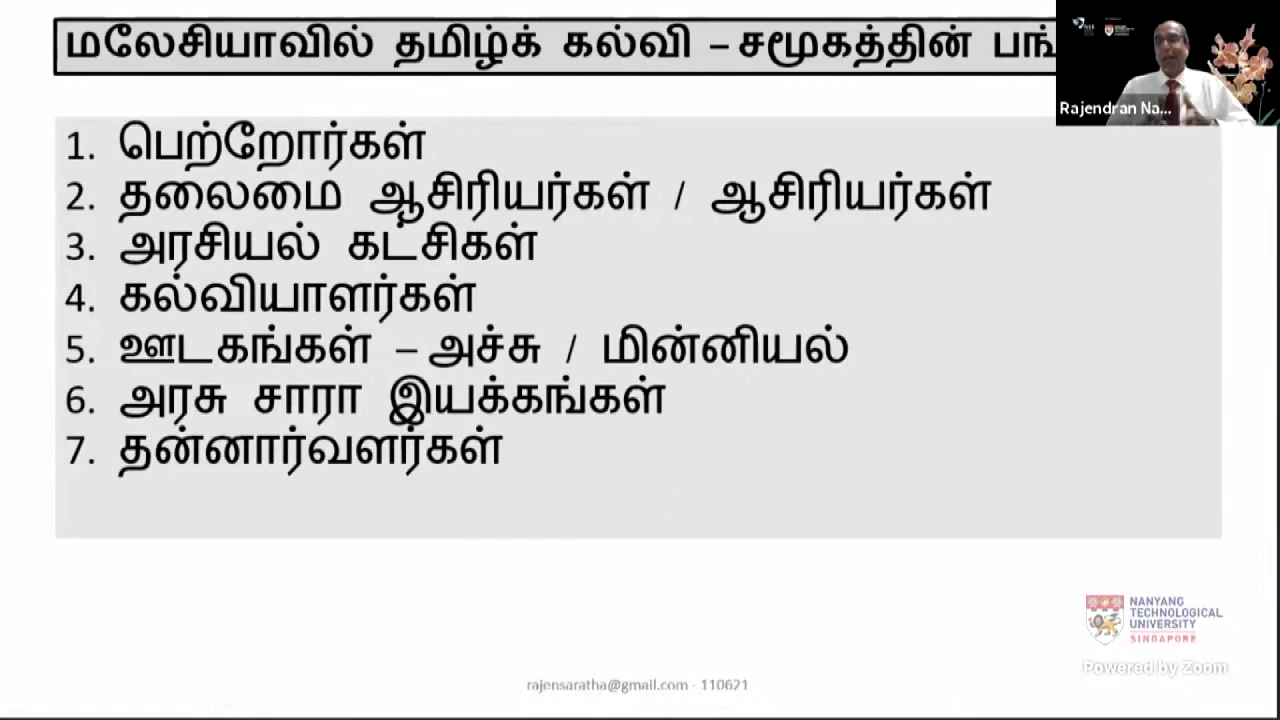 மலேசியாவில் தமிழ்க் கல்வி – சமூகத்தின்
Rajendran Na...
1. பெற்றோர்கள்
2. தலைமை ஆசிரியர்கள் / ஆசிரியர்கள்
3. அரசியல் கட்சிகள்
4. கல்வியாளர்கள்
5. ஊடகங்கள் – அச்சு / மின்னியல்
6. அரசு சாரா இயக்கங்கள்
7. தன்னார்வளர்கள்
NANYANG
TECHNOLOGICAL
UNIVERSITY
SINGAPORE
Powered by Zoom
rajensaratha@gmail.com - 110621